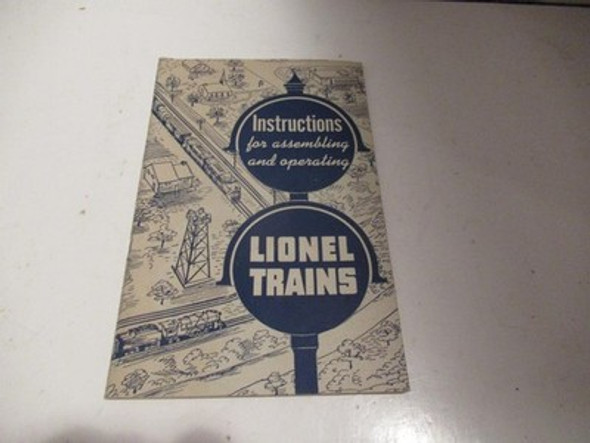 Instructions
for assembling
and operating
LIONEL
TRAINS